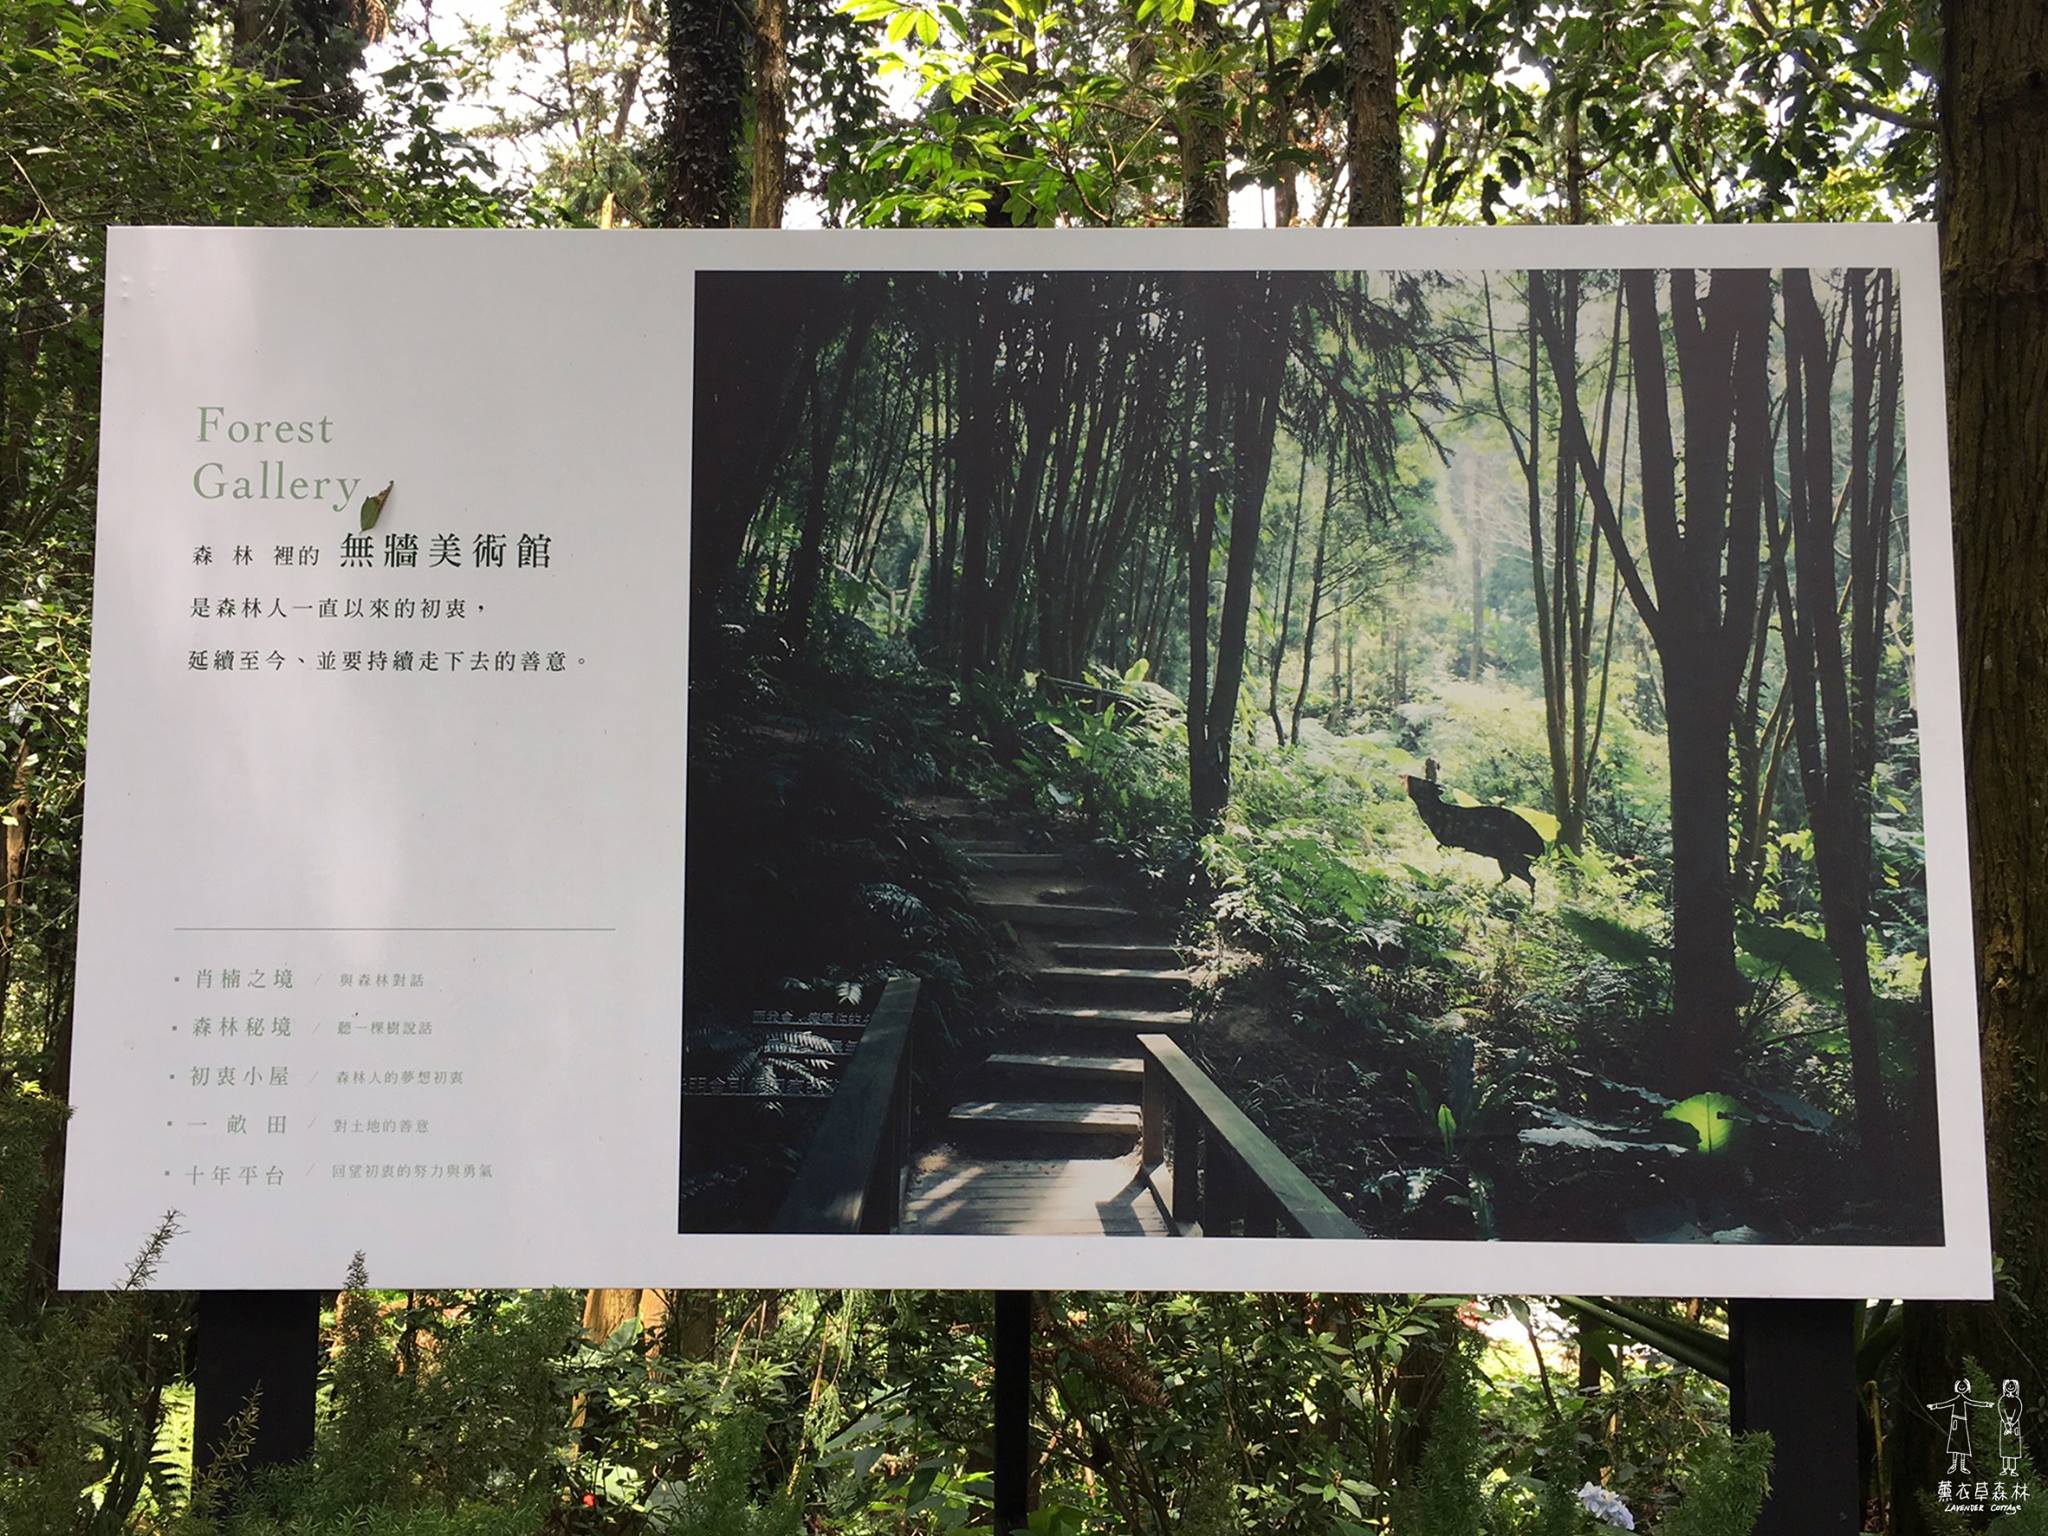 Forest
Gallery
森林裡的 無牆美術館
是森林人一直以來的初衷，
延續至今、並要持續走下去的善意。
▪ 肖楠之境 / 與森林對話
▪ 森林秘境 / 聽一棵樹說話
▪ 初衷小屋 / 森林人的夢想初衷
▪ 一畝田 / 對土地的善意
▪ 十年平台 / 回望初衷的努力與勇氣
薰衣草森林
LAVENDER COTTAGE